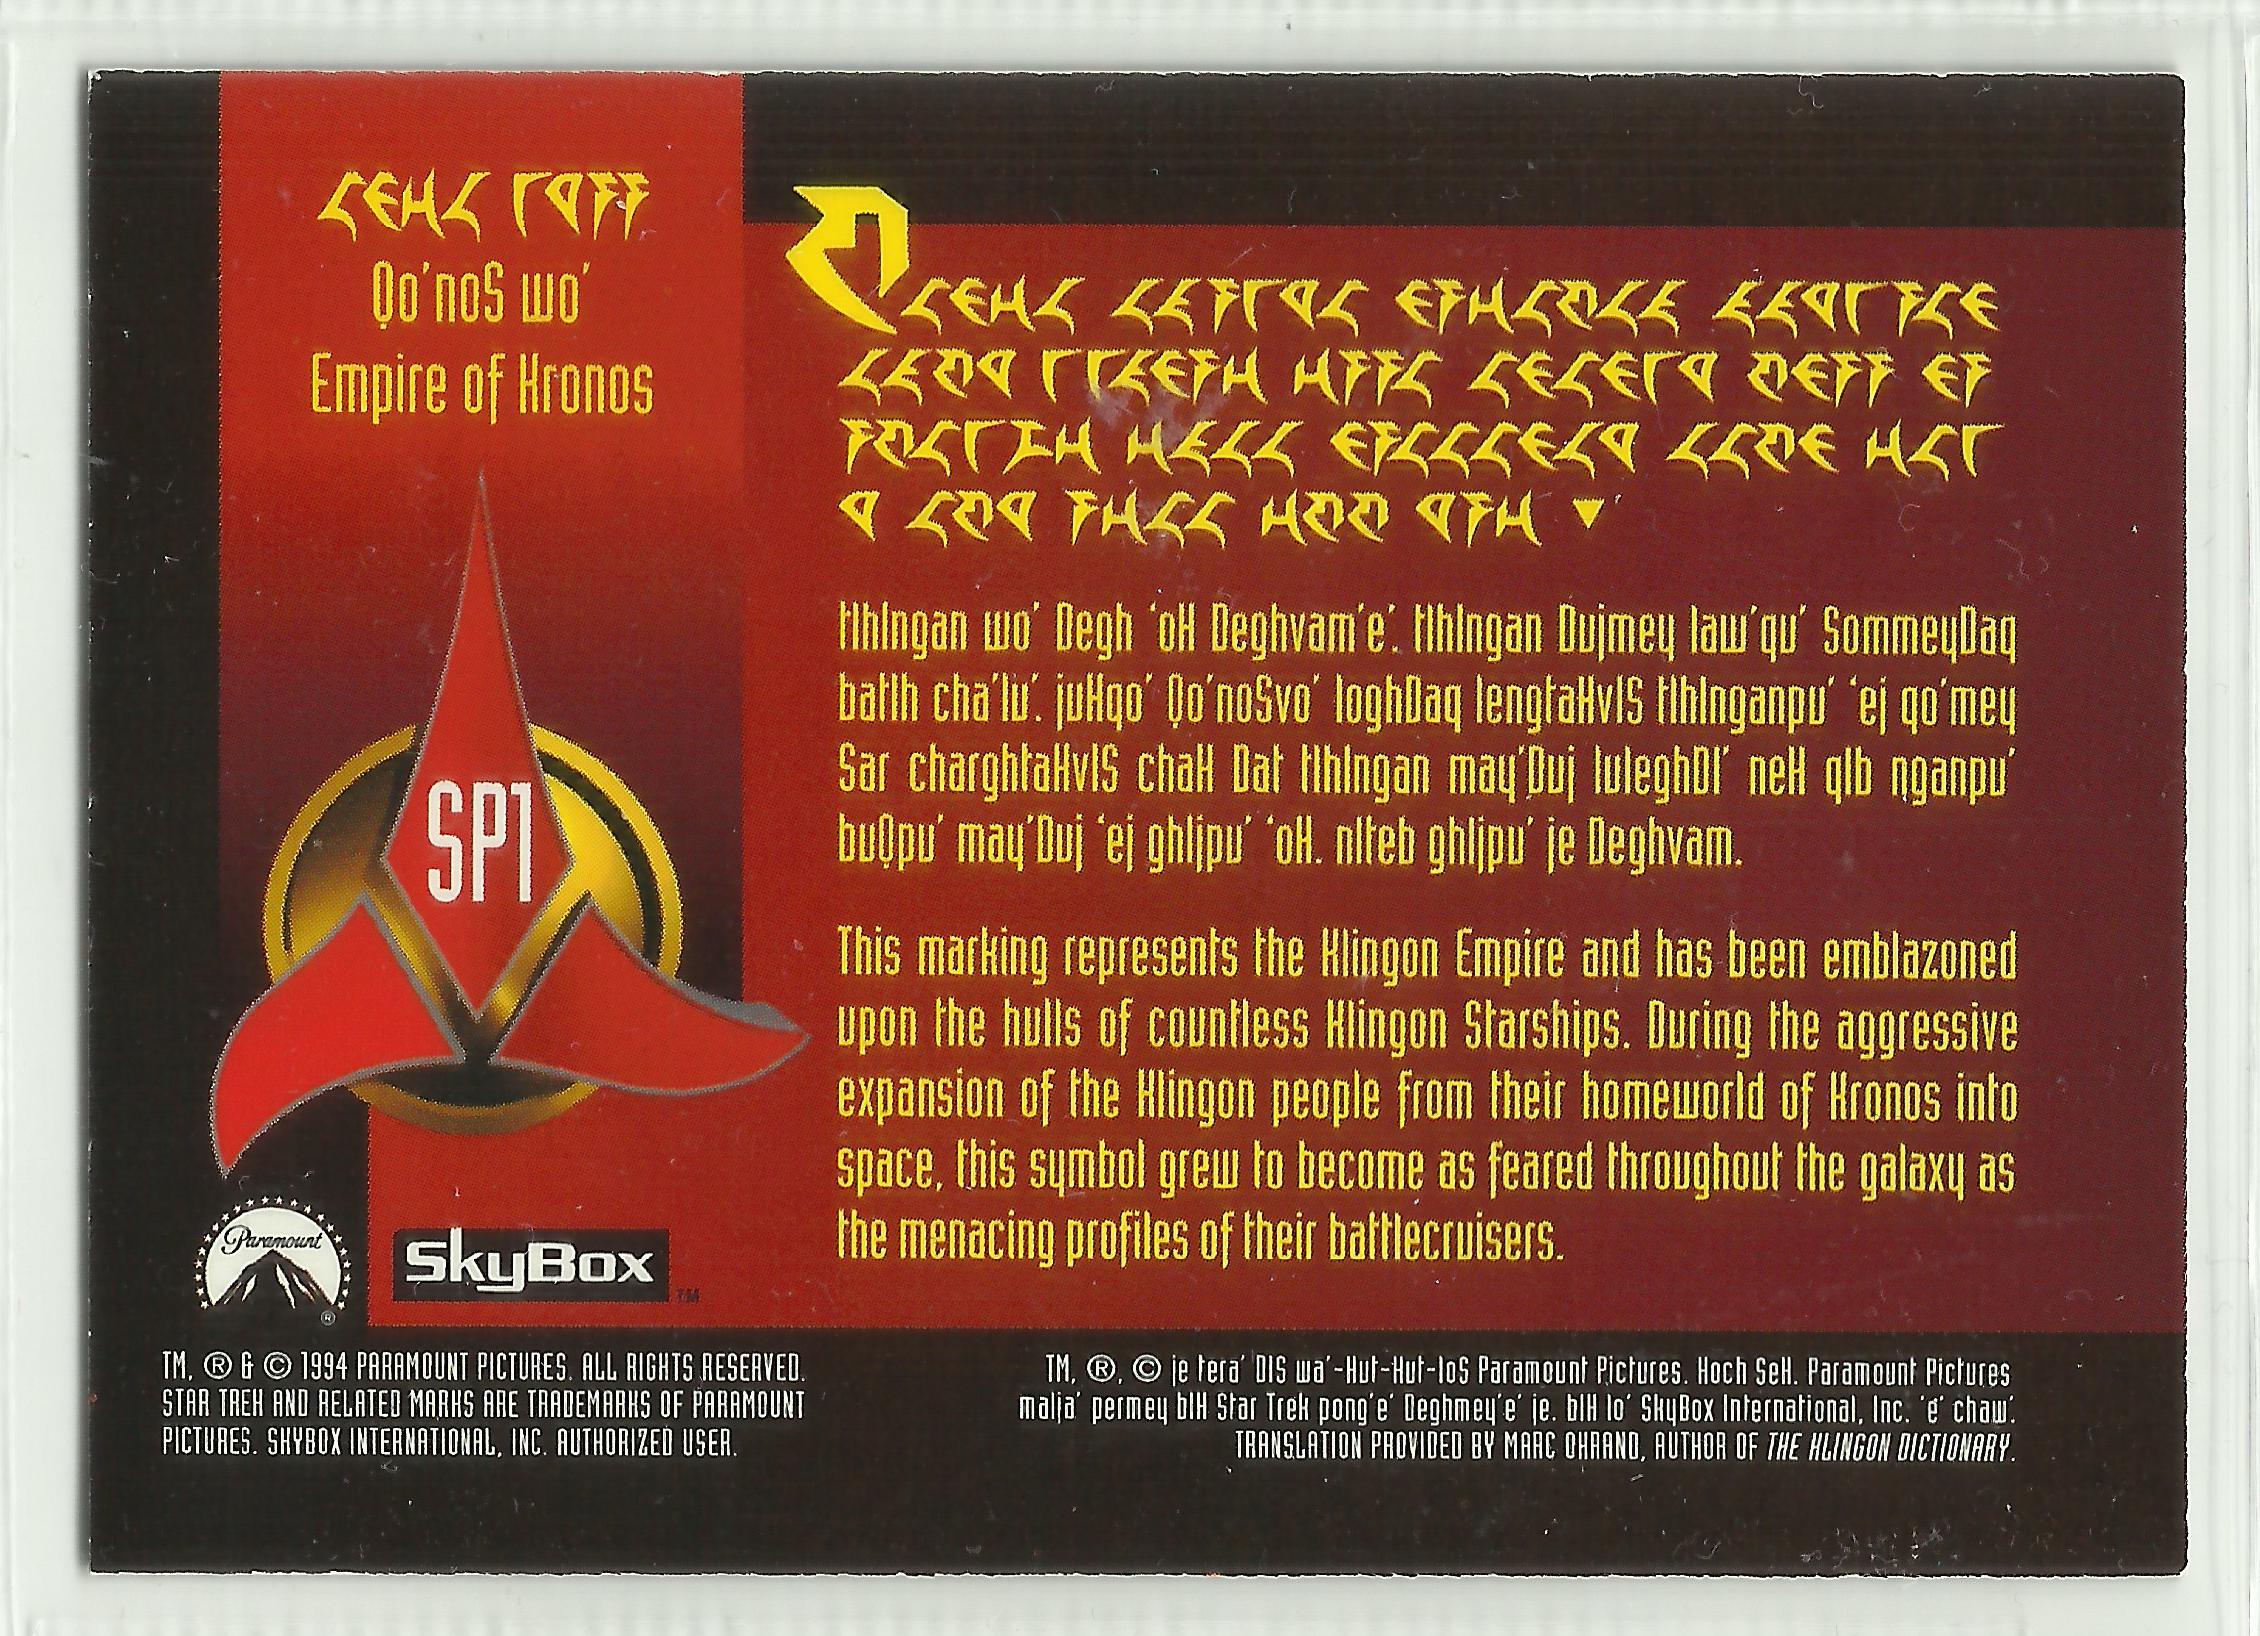 Qo'noS wo'
Empire of Kronos
SP1
tlhIngan wo' Degh 'oH Deghvam'e'. tlhIngan Dujmey law'qu' SommeyDaq
batlh cha'lu'. juHqo' Qo'noSvo' loghDaq lengtaHvIS tlhInganpu' 'ej qo'mey
Sar charghtaHvIS chaH Dat tlhIngan may'Duj luleghDI' neH qIb nganpu'
buQpu' may'Duj 'ej ghIjpu' 'oH. nIteb ghIjpu' je Deghvam.
This marking represents the Klingon Empire and has been emblazoned
upon the hulls of countless Klingon Starships. During the aggressive
expansion of the Klingon people from their homeworld of Kronos into
space, this symbol grew to become as feared throughout the galaxy as
the menacing profiles of their battlecruisers.
Paramount ®
SkyBox TM
TM, ® & © 1994 PARAMOUNT PICTURES. ALL RIGHTS RESERVED.
STAR TREK AND RELATED MARKS ARE TRADEMARKS OF PARAMOUNT
PICTURES. SKYBOX INTERNATIONAL, INC. AUTHORIZED USER.
TM, ®, © je tera' DIS wa'-Hut-Hut-loS Paramount Pictures. Hoch SeH. Paramount Pictures
malja' permey bIH Star Trek pong'e' Deghmey'e' je. bIH lo' SkyBox International, Inc. 'e' chaw'.
TRANSLATION PROVIDED BY MARC OKRAND, AUTHOR OF THE KLINGON DICTIONARY.